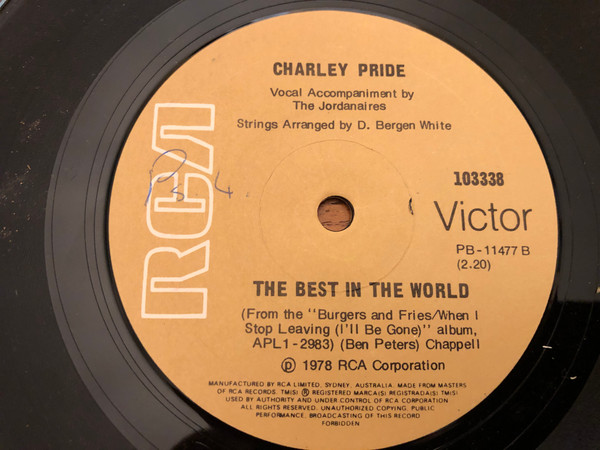 CHARLEY PRIDE
Vocal Accompaniment by
The Jordanaires
Strings Arranged by D. Bergen White
RCA
Ps 4.
103338
Victor
PB-11477 B
(2.20)
THE BEST IN THE WORLD
(From the "Burgers and Fries/When I
Stop Leaving (I'll Be Gone)" album,
APL1-2983) (Ben Peters) Chappell
℗ 1978 RCA Corporation
MANUFACTURED BY RCA LIMITED, SYDNEY, AUSTRALIA. MADE FROM MASTERS
OF RCA RECORDS. TM(S) ® REGISTERED MARCA(S) REGISTRADA(S) TM(S)
USED BY AUTHORITY AND UNDER CONTROL OF RCA CORPORATION
ALL RIGHTS RESERVED. UNAUTHORIZED COPYING, PUBLIC
PERFORMANCE, BROADCASTING OF THIS RECORD
FORBIDDEN